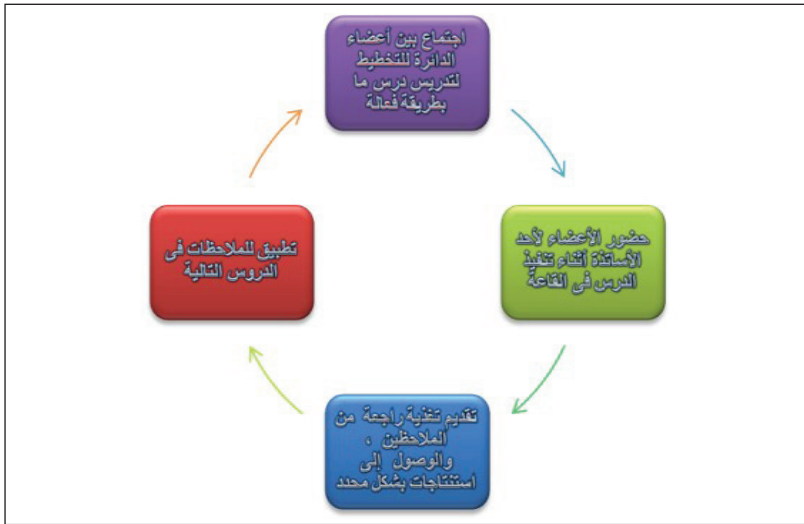 اجتماع بين أعضاء
الدائرة للتخطيط
لتدريس درس ما
بطريقة فعالة
حضور الأعضاء لأحد
الأساتذة أثناء تنفيذ
الدرس فى القاعة
تقديم تغذية راجعة من
الملاحظين ،
والوصول إلى
استنتاجات بشكل محدد
تطبيق للملاحظات فى
الدروس التالية